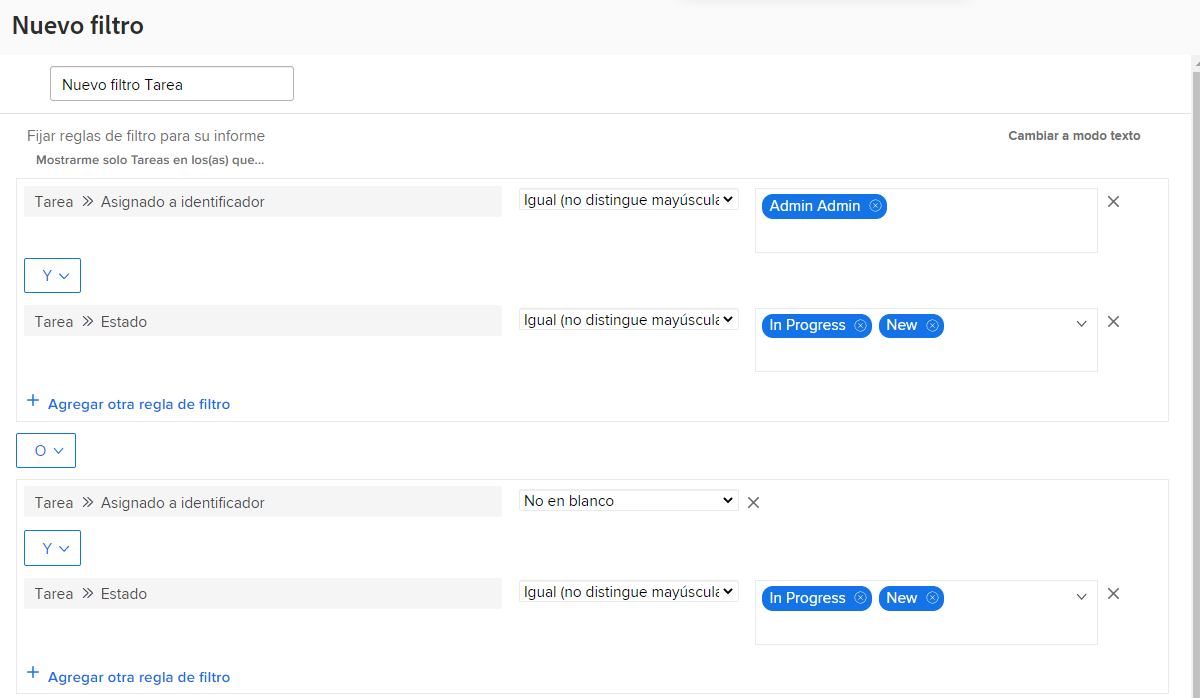 Nuevo filtro
Nuevo filtro Tarea
Fijar reglas de filtro para su informe
Cambiar a modo texto
Mostrarme solo Tareas en los(as) que...
Tarea » Asignado a identificador
Igual (no distingue mayúscula
Admin Admin
Y
Tarea » Estado
Igual (no distingue mayúscula
In Progress New
+ Agregar otra regla de filtro
O
Tarea » Asignado a identificador
No en blanco
Y
Tarea » Estado
Igual (no distingue mayúscula
In Progress New
+ Agregar otra regla de filtro